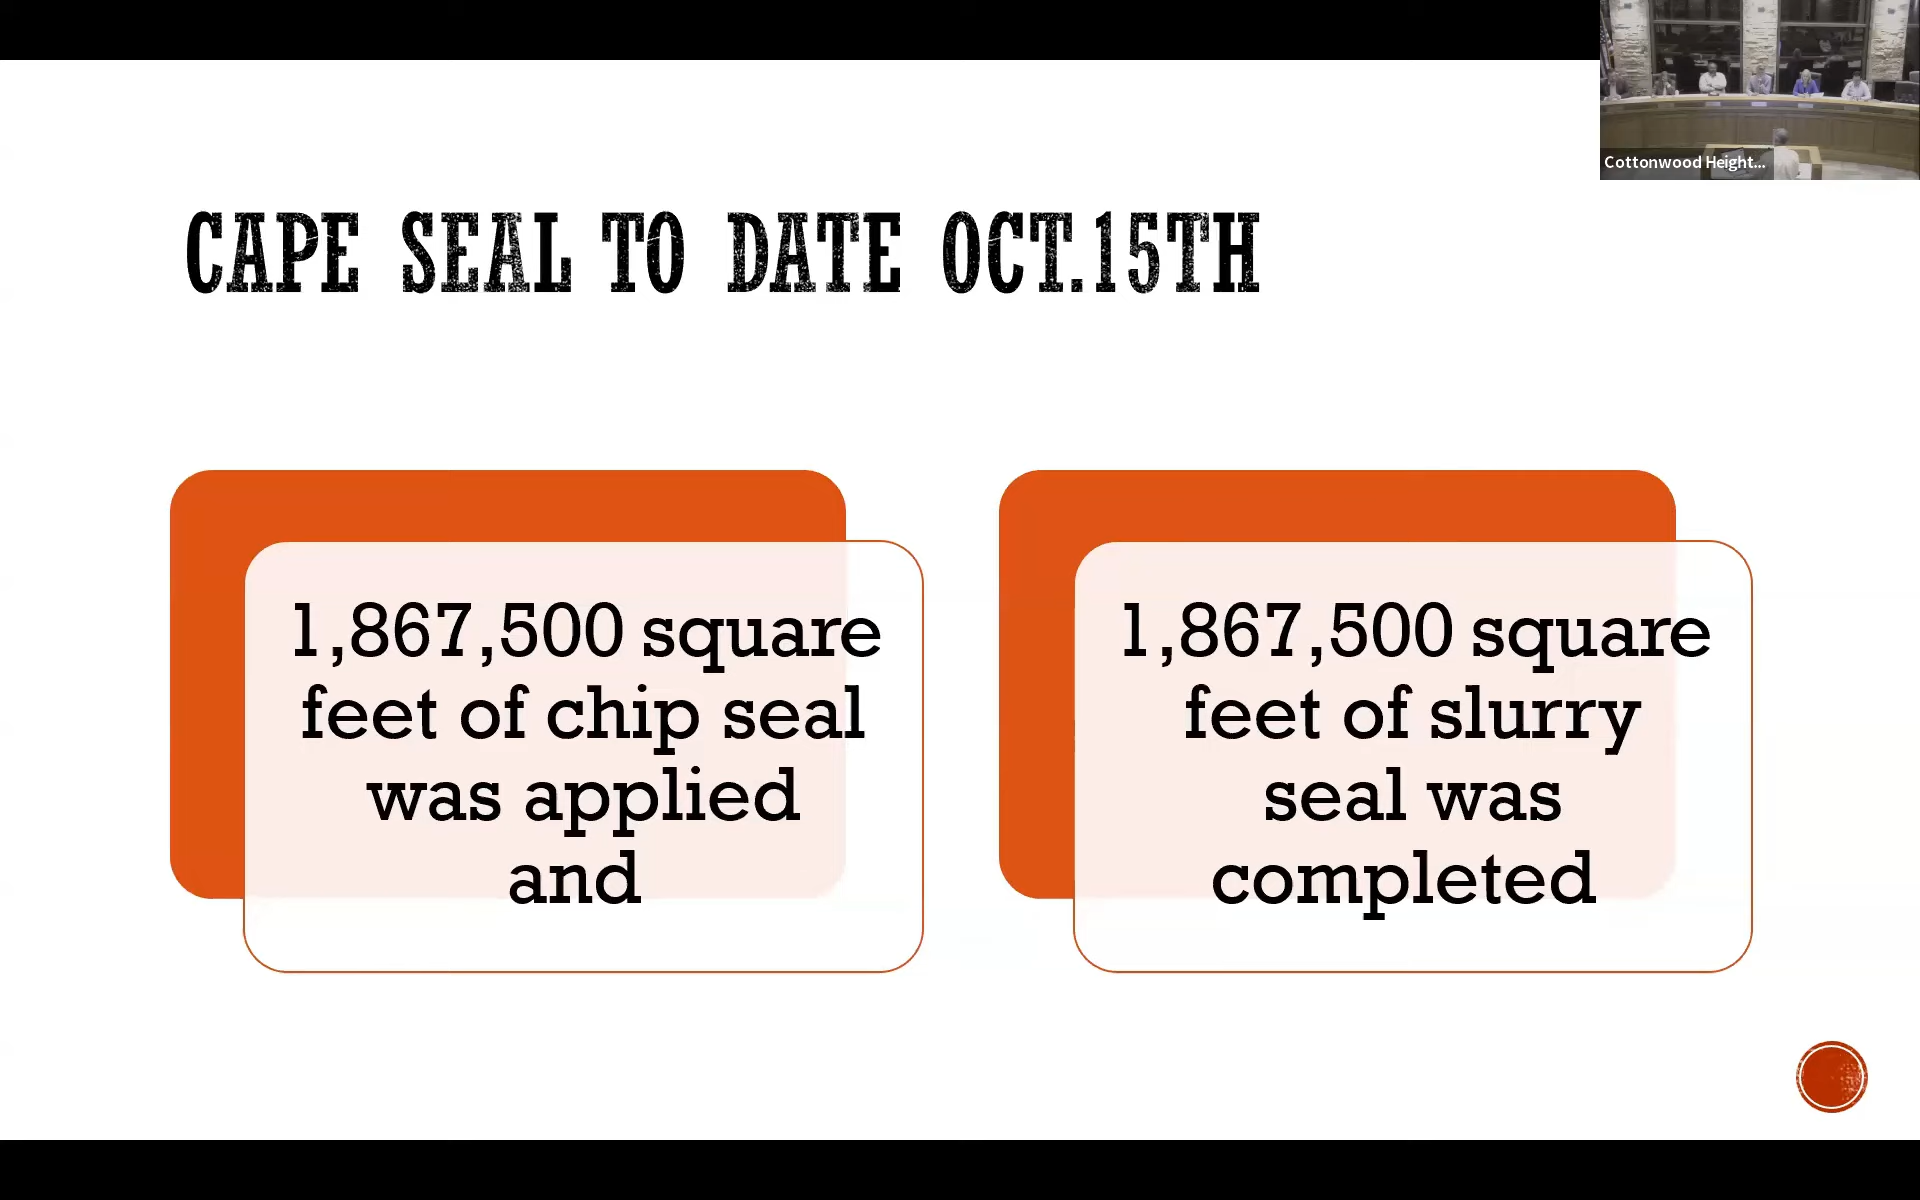 Cottonwood Height...
CAPE SEAL TO DATE OCT.15TH
1,867,500 square
feet of chip seal
was applied
and
1,867,500 square
feet of slurry
seal was
completed